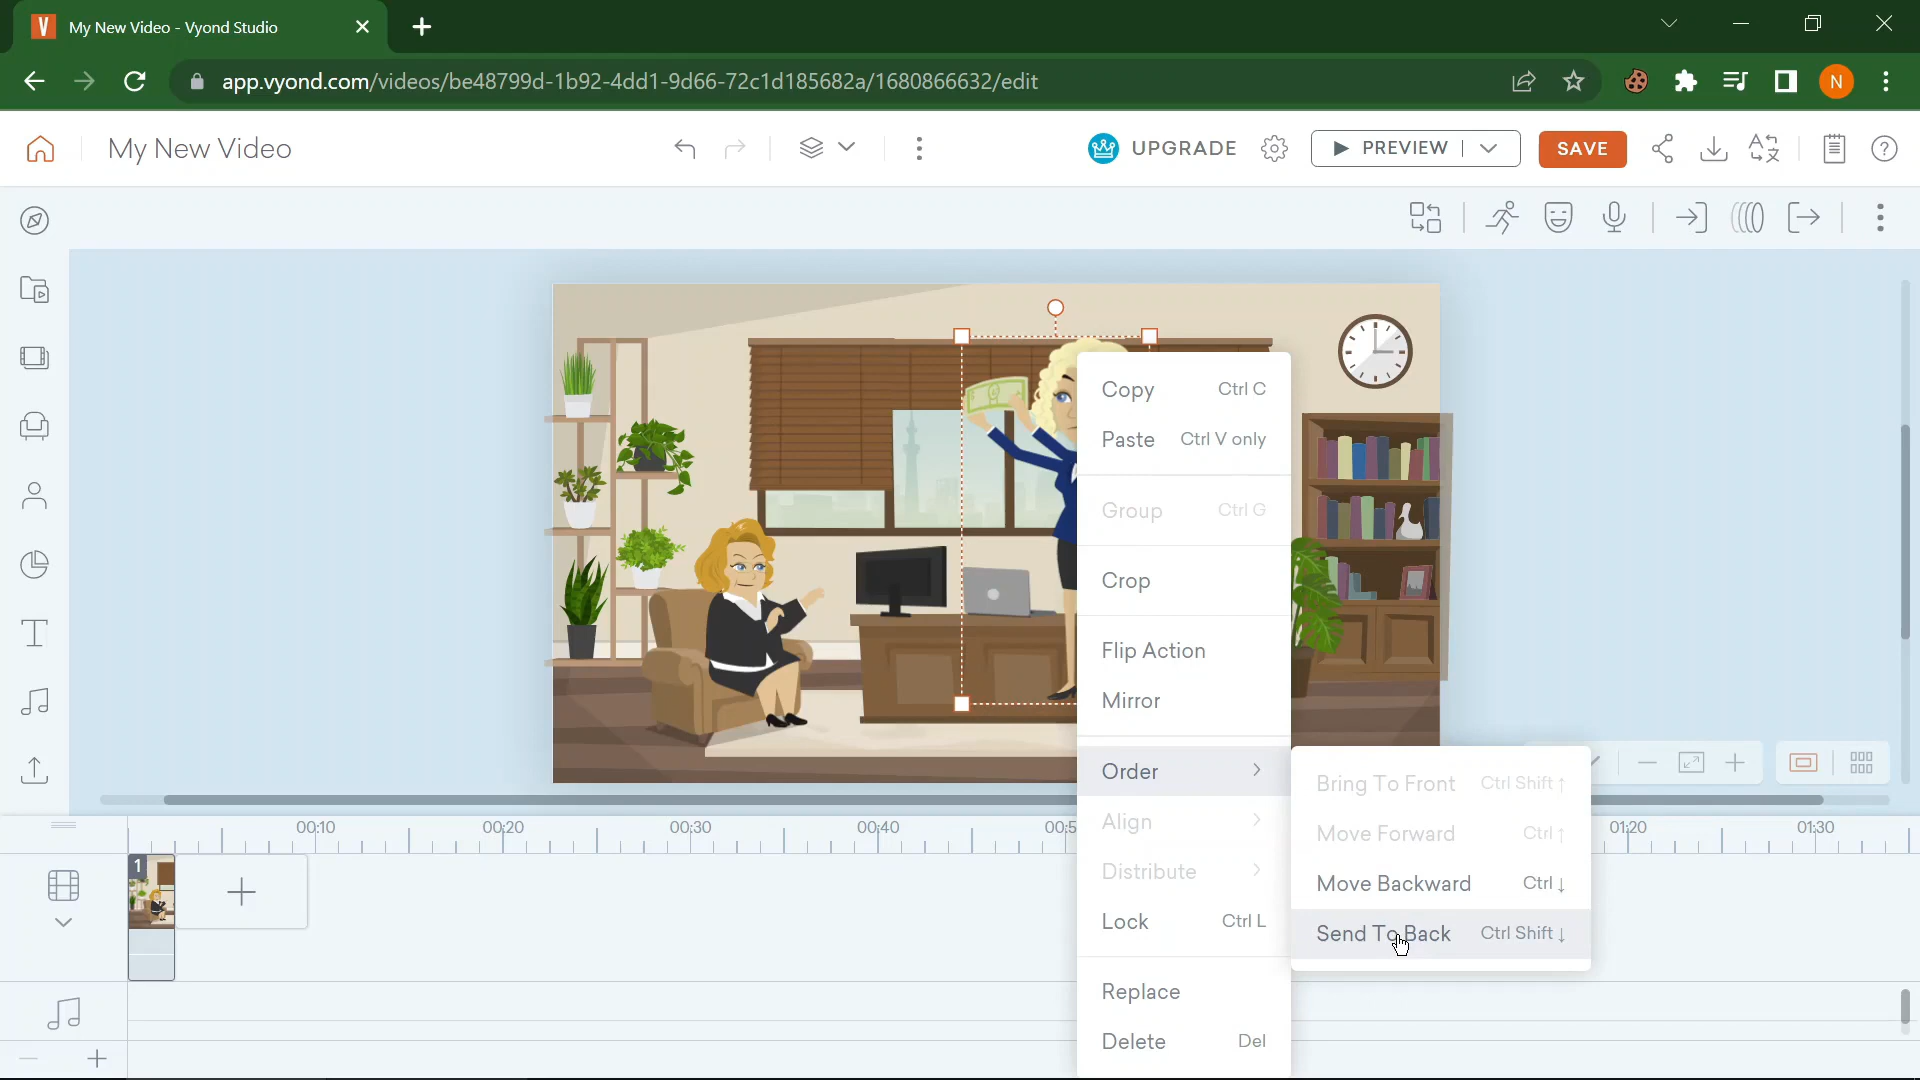 My New Video - Vyond Studio
app.vyond.com/videos/be48799d-1b92-4dd1-9d66-72c1d185682a/1680866632/edit
N
My New Video
UPGRADE
PREVIEW
SAVE
Copy Ctrl C
Paste Ctrl V only
Group Ctrl G
Crop
Flip Action
Mirror
Order
Align
Distribute
Lock Ctrl L
Replace
Delete Del
Bring To Front Ctrl Shift ↑
Move Forward Ctrl ↑
Move Backward Ctrl ↓
Send To Back Ctrl Shift ↓
00:10 00:20 00:30 00:40 00:5 01:20 01:30
1